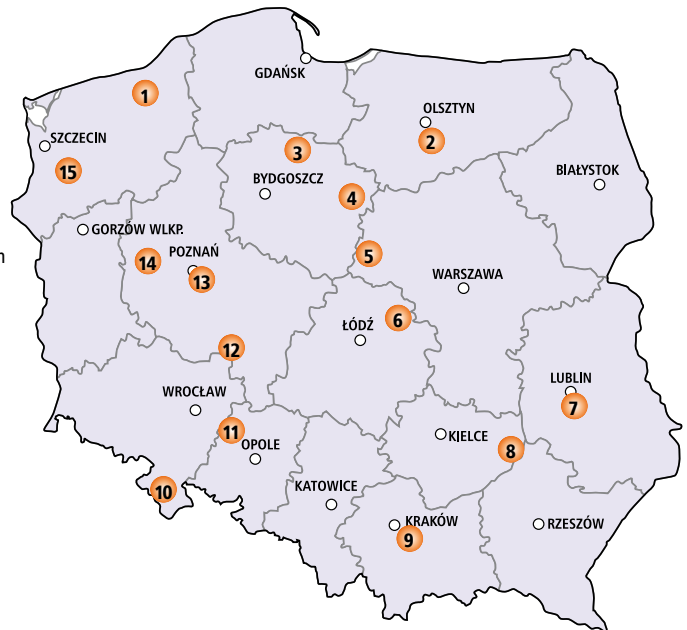 GDAŃSK
1
OLSZTYN
2
SZCZECIN
3
15
BIAŁYSTOK
BYDGOSZCZ
4
GORZÓW WLKP.
n
POZNAŃ
5
14
13
WARSZAWA
6
ŁÓDŹ
12
LUBLIN
WROCŁAW
7
11
KIELCE
OPOLE
8
KATOWICE
10
KRAKÓW
RZESZÓW
9